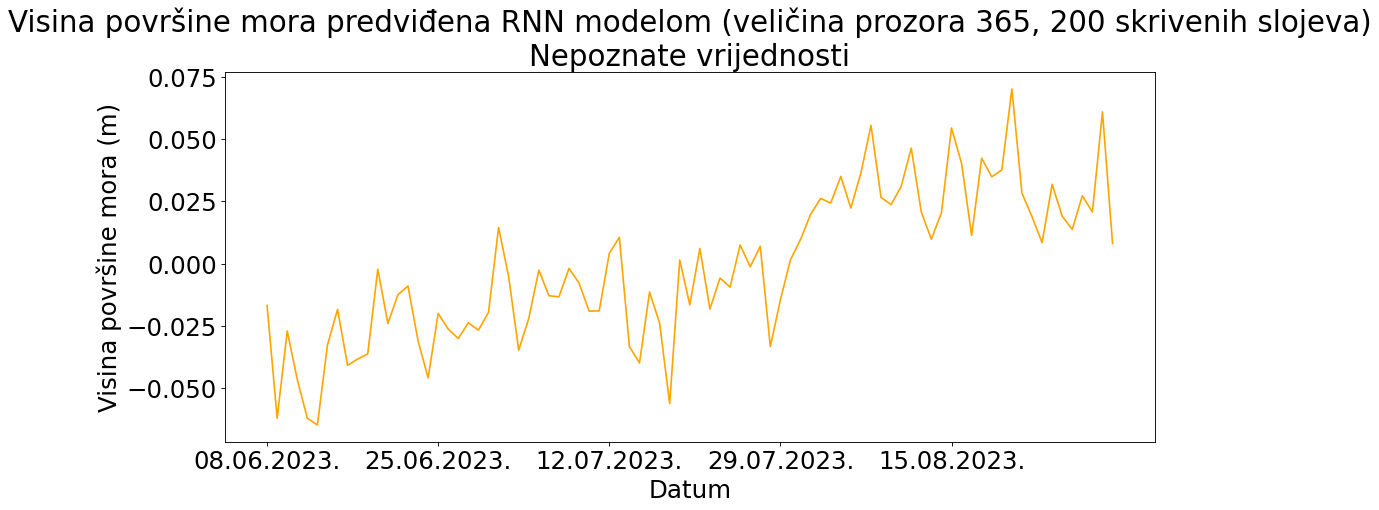 Visina površine mora predviđena RNN modelom (veličina prozora 365, 200 skrivenih slojeva)
Nepoznate vrijednosti
0.075
0.050
0.025
0.000
−0.025
−0.050
Visina površine mora (m)
08.06.2023. 25.06.2023. 12.07.2023. 29.07.2023. 15.08.2023.
Datum